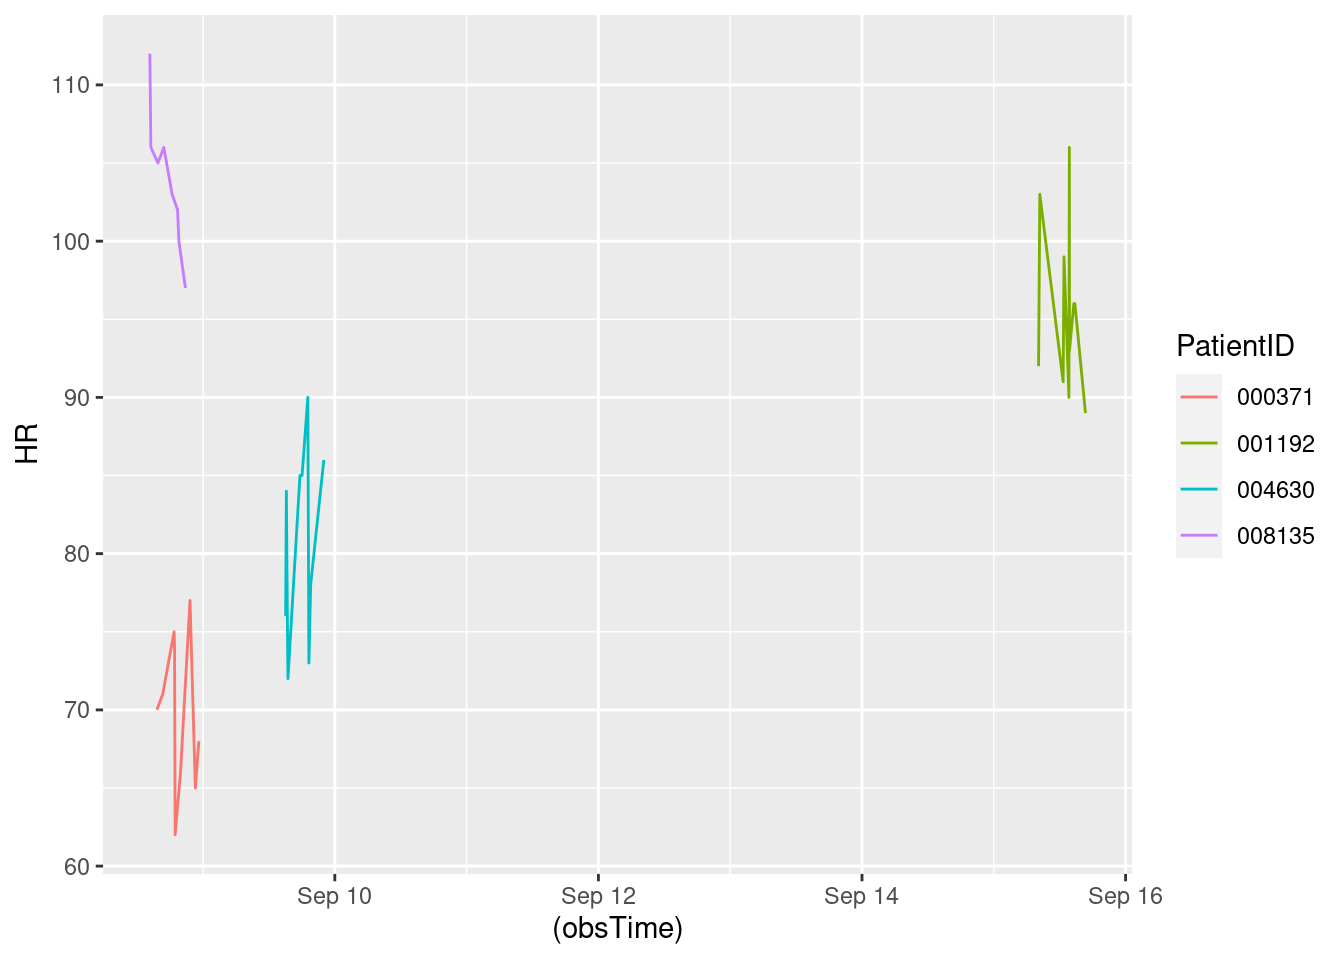 110
100
90
80
70
60
HR
Sep 10
Sep 12
Sep 14
Sep 16
(obsTime)
PatientID
000371
001192
004630
008135